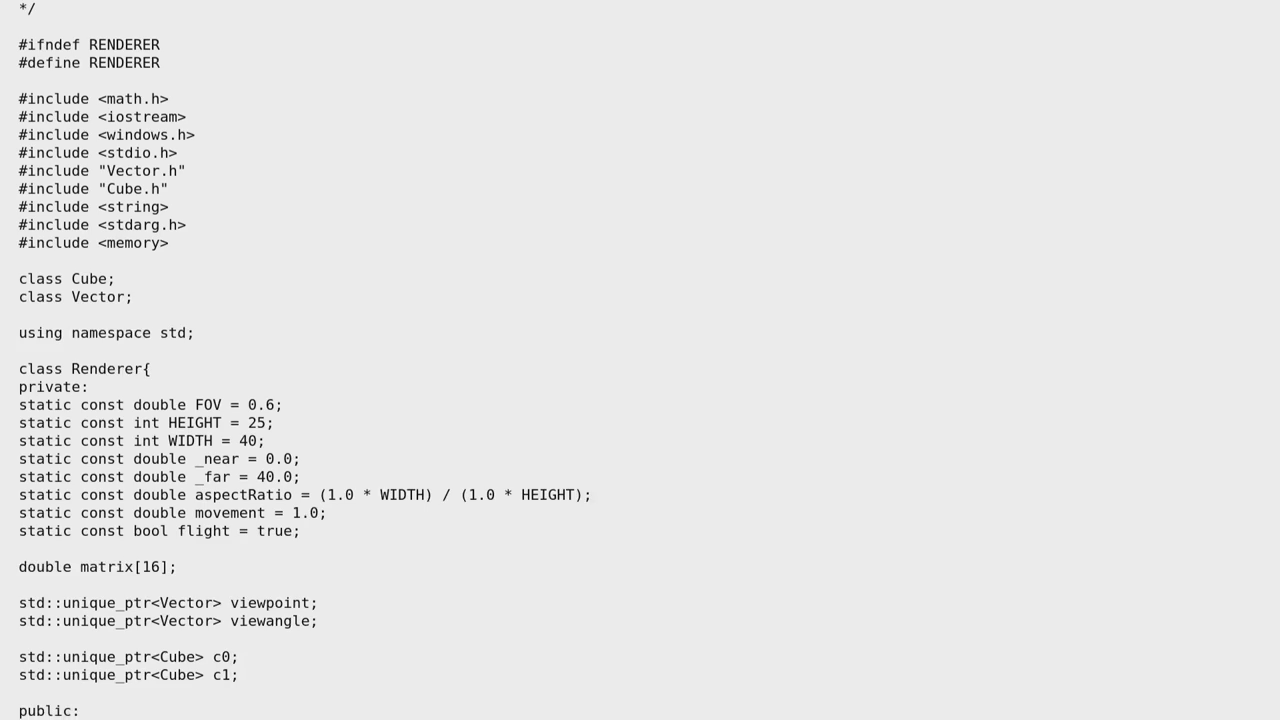 */
#ifndef RENDERER
#define RENDERER
#include <math.h>
#include <iostream>
#include <windows.h>
#include <stdio.h>
#include "Vector.h"
#include "Cube.h"
#include <string>
#include <stdarg.h>
#include <memory>
class Cube;
class Vector;
using namespace std;
class Renderer{
private:
static const double FOV = 0.6;
static const int HEIGHT = 25;
static const int WIDTH = 40;
static const double _near = 0.0;
static const double _far = 40.0;
static const double aspectRatio = (1.0 * WIDTH) / (1.0 * HEIGHT);
static const double movement = 1.0;
static const bool flight = true;
double matrix[16];
std::unique_ptr<Vector> viewpoint;
std::unique_ptr<Vector> viewangle;
std::unique_ptr<Cube> c0;
std::unique_ptr<Cube> c1;
public: